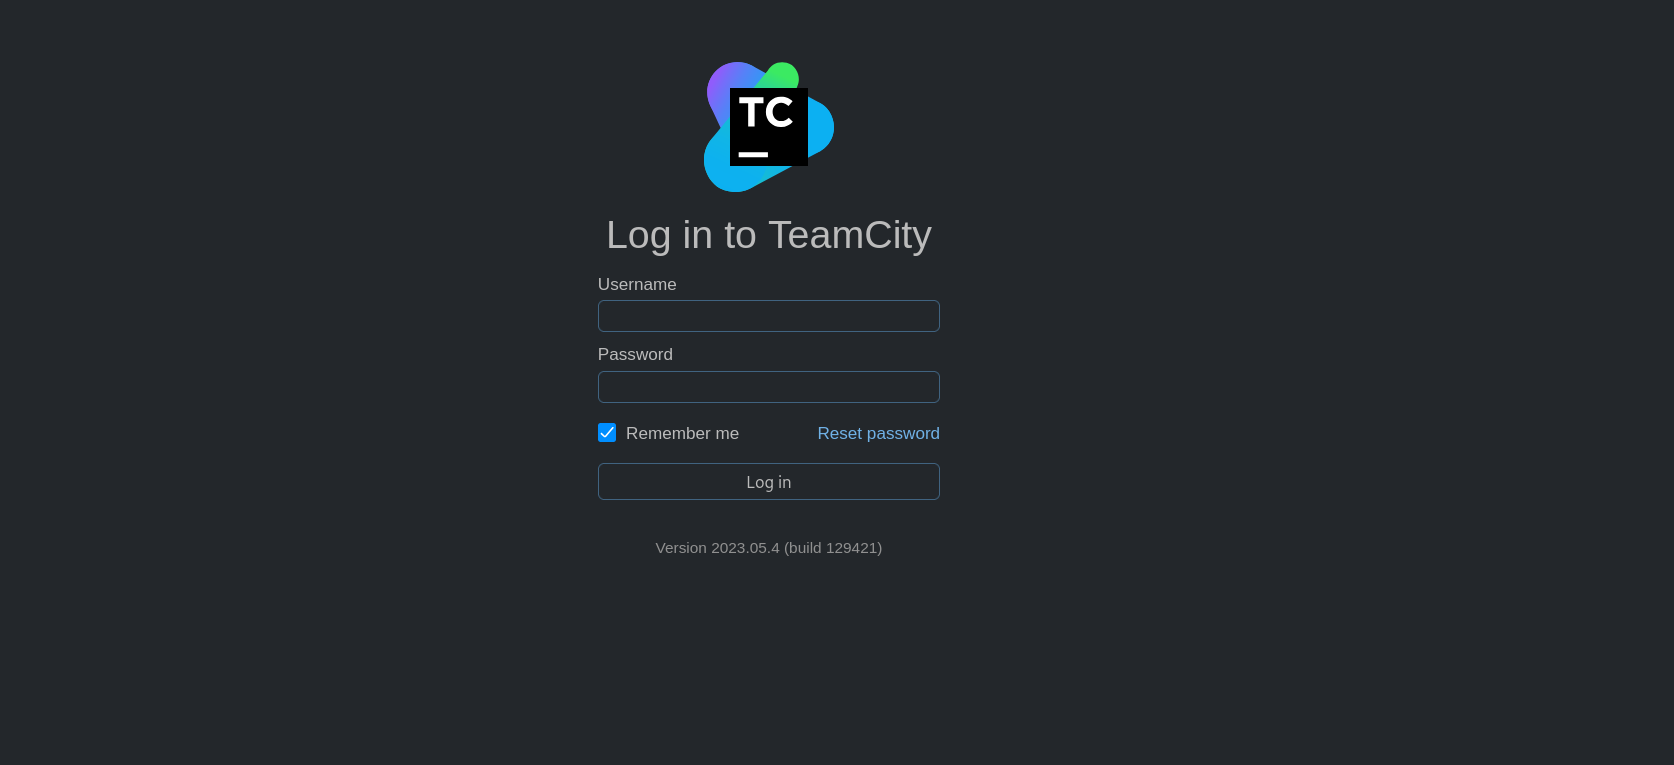 TC
Log in to TeamCity
Username
Password
Remember me Reset password
Log in
Version 2023.05.4 (build 129421)